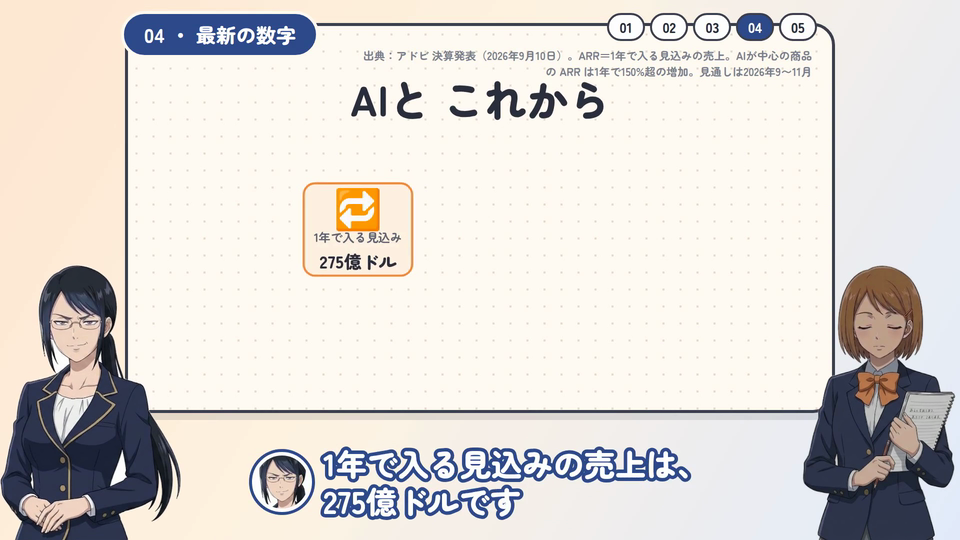 04 ・ 最新の数字
01 02 03 04 05
出典：アドビ 決算発表（2026年9月10日）。ARR＝1年で入る見込みの売上。AIが中心の商品
の ARR は1年で150%超の増加。見通しは2026年9〜11月
AIと これから
1年で入る見込み
275億ドル
1年で入る見込みの売上は、
275億ドルです